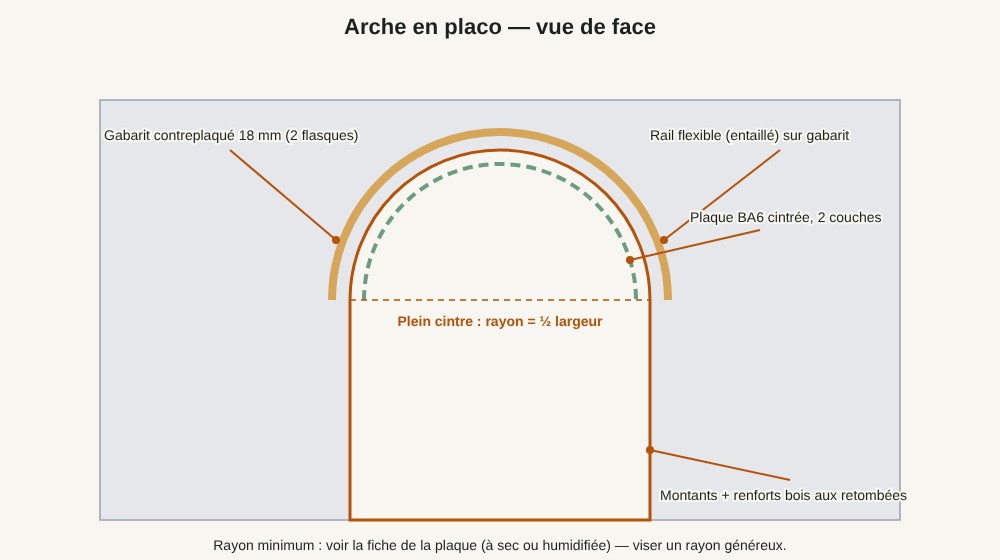 Arche en placo — vue de face
Gabarit contreplaqué 18 mm (2 flasques)
Rail flexible (entaillé) sur gabarit
Plaque BA6 cintrée, 2 couches
Plein cintre : rayon = ½ largeur
Montants + renforts bois aux retombées
Rayon minimum : voir la fiche de la plaque (à sec ou humidifiée) — viser un rayon généreux.